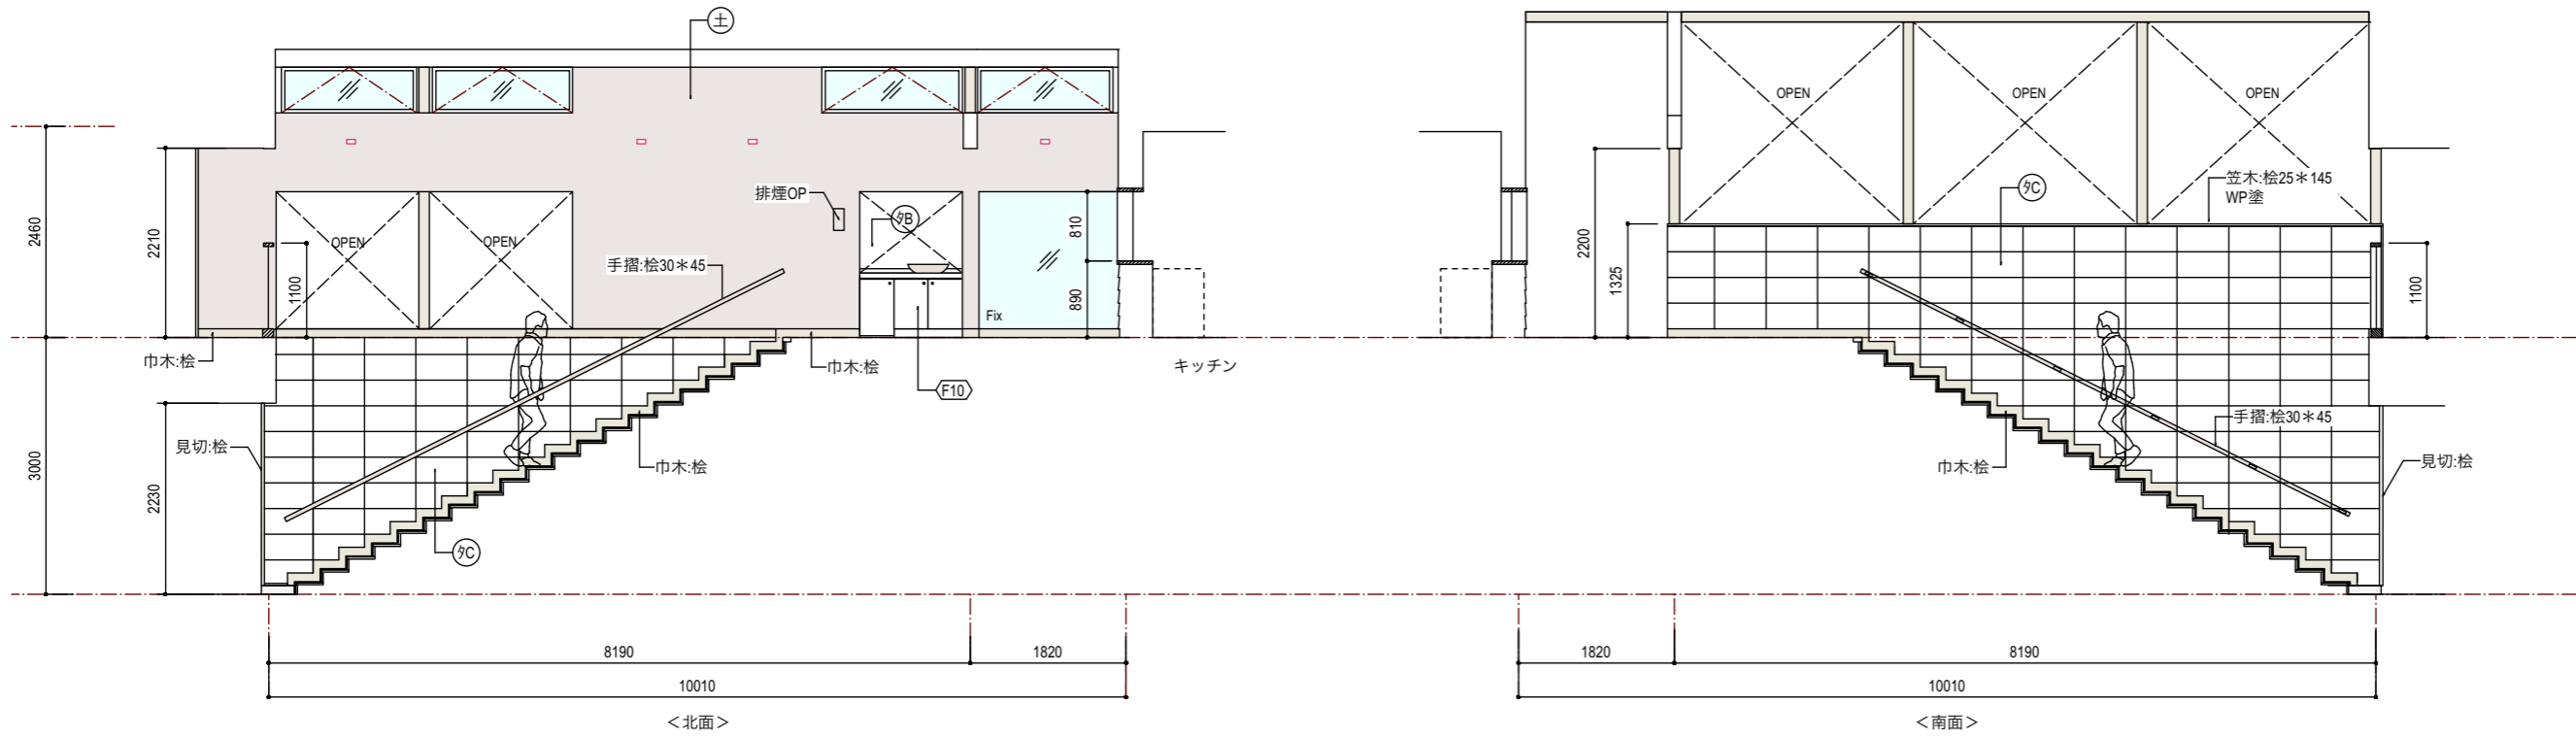 土
OPEN
OPEN
OPEN
排煙OP
ﾀB
ﾀC
笠木:桧25＊145
WP塗
2460
2210
OPEN
OPEN
810
2200
1325
手摺:桧30＊45
1100
1100
890
Fix
巾木:桧
巾木:桧
キッチン
F10
見切:桧
巾木:桧
手摺:桧30＊45
巾木:桧
見切:桧
3000
2230
ﾀC
8190
1820
1820
8190
10010
10010
＜北面＞
＜南面＞